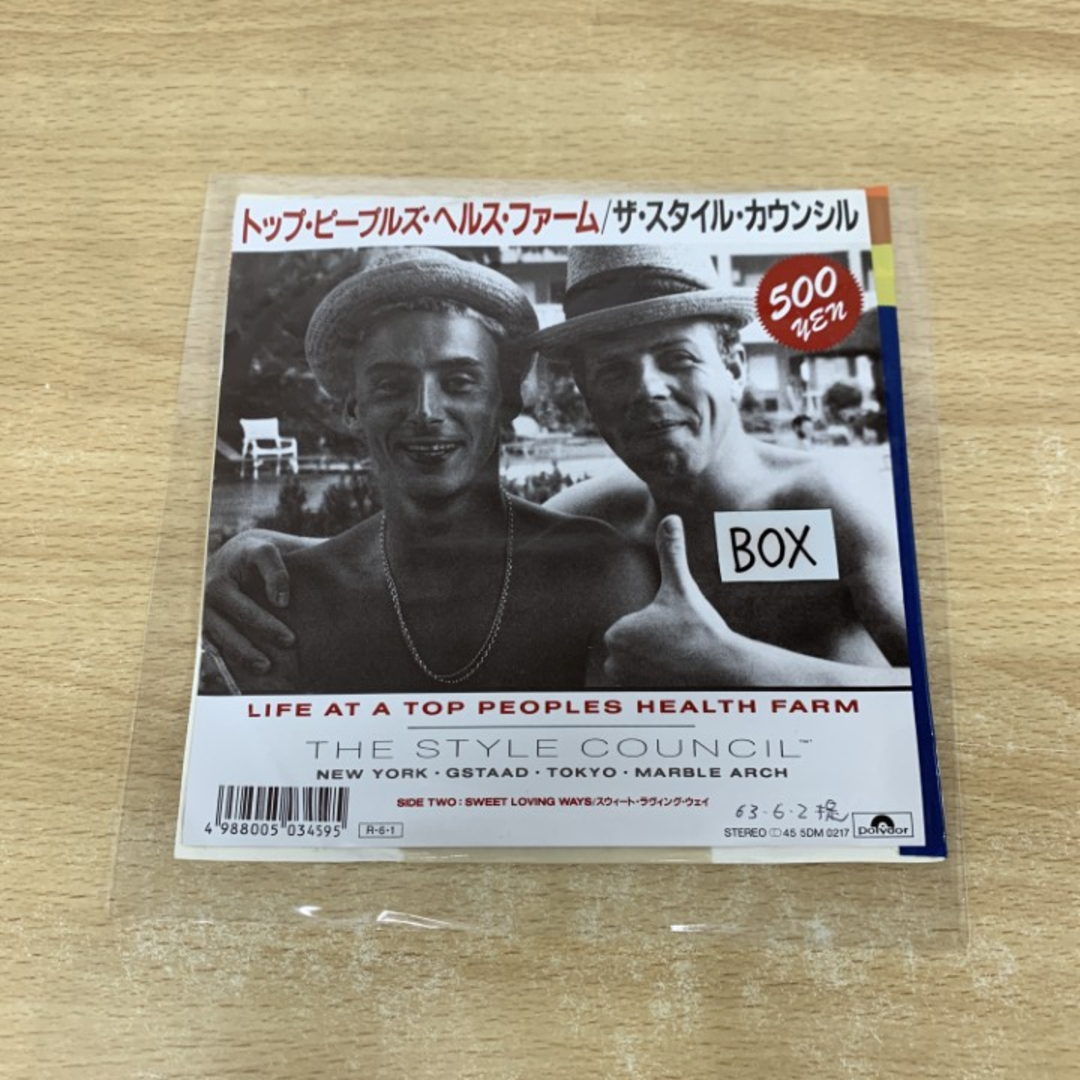 トップ・ピープルズ・ヘルス・ファーム/ザ・スタイル・カウンシル
500
YEN
BOX
LIFE AT A TOP PEOPLES HEALTH FARM
THE STYLE COUNCIL™
NEW YORK・GSTAAD・TOKYO・MARBLE ARCH
SIDE TWO:SWEET LOVING WAYS/スウィート・ラヴィング・ウェイ
63・6・2
4 988005 034595
R-6・1
STEREO 45 5DM 0217
Polydor